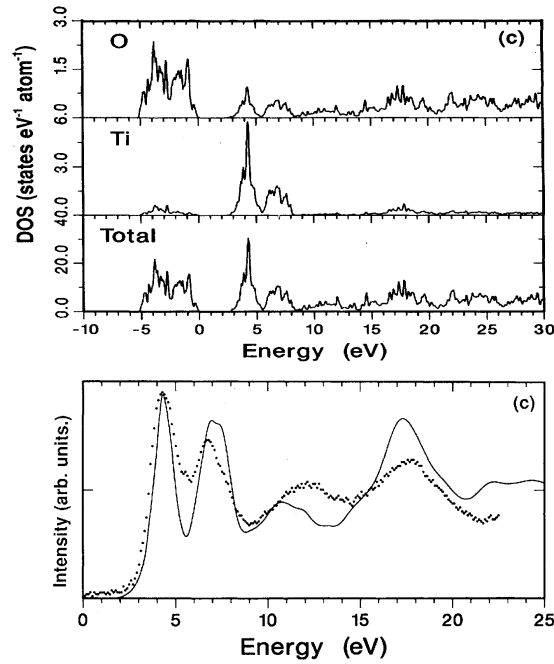 3.0
O
(c)
1.5
6.0
Ti
3.0
40.0
Total
20.0
0.0
DOS (states eV-1 atom-1)
-10 -5 0 5 10 15 20 25 30
Energy (eV)
(c)
Intensity (arb. units.)
0 5 10 15 20 25
Energy (eV)